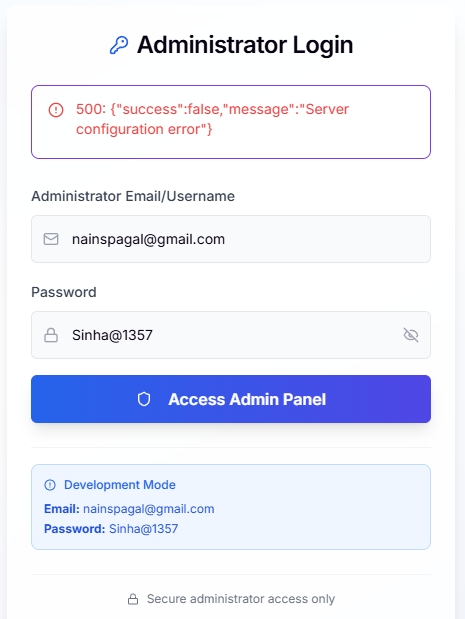 Administrator Login
500: {"success":false,"message":"Server
configuration error"}
Administrator Email/Username
nainspagal@gmail.com
Password
Sinha@1357
Access Admin Panel
Development Mode
Email: nainspagal@gmail.com
Password: Sinha@1357
Secure administrator access only